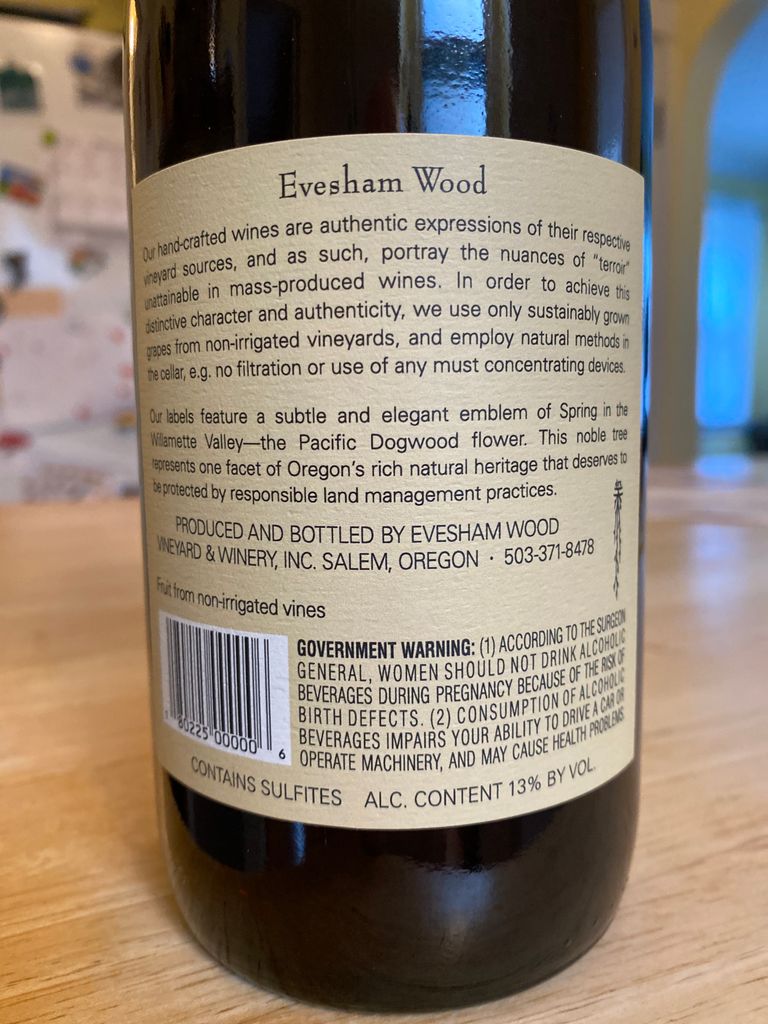 Evesham Wood
Our hand-crafted wines are authentic expressions of their respective
vineyard sources, and as such, portray the nuances of "terroir"
unattainable in mass-produced wines. In order to achieve this
distinctive character and authenticity, we use only sustainably grown
grapes from non-irrigated vineyards, and employ natural methods in
the cellar, e.g. no filtration or use of any must concentrating devices.
Our labels feature a subtle and elegant emblem of Spring in the
Willamette Valley—the Pacific Dogwood flower. This noble tree
represents one facet of Oregon's rich natural heritage that deserves to
be protected by responsible land management practices.
PRODUCED AND BOTTLED BY EVESHAM WOOD
VINEYARD & WINERY, INC. SALEM, OREGON · 503-371-8478
Fruit from non-irrigated vines
GOVERNMENT WARNING: (1) ACCORDING TO THE SURGEON
GENERAL, WOMEN SHOULD NOT DRINK ALCOHOLIC
BEVERAGES DURING PREGNANCY BECAUSE OF THE RISK OF
BIRTH DEFECTS. (2) CONSUMPTION OF ALCOHOLIC
BEVERAGES IMPAIRS YOUR ABILITY TO DRIVE A CAR OR
OPERATE MACHINERY, AND MAY CAUSE HEALTH PROBLEMS.
80225 00000 6
CONTAINS SULFITES ALC. CONTENT 13% BY VOL.